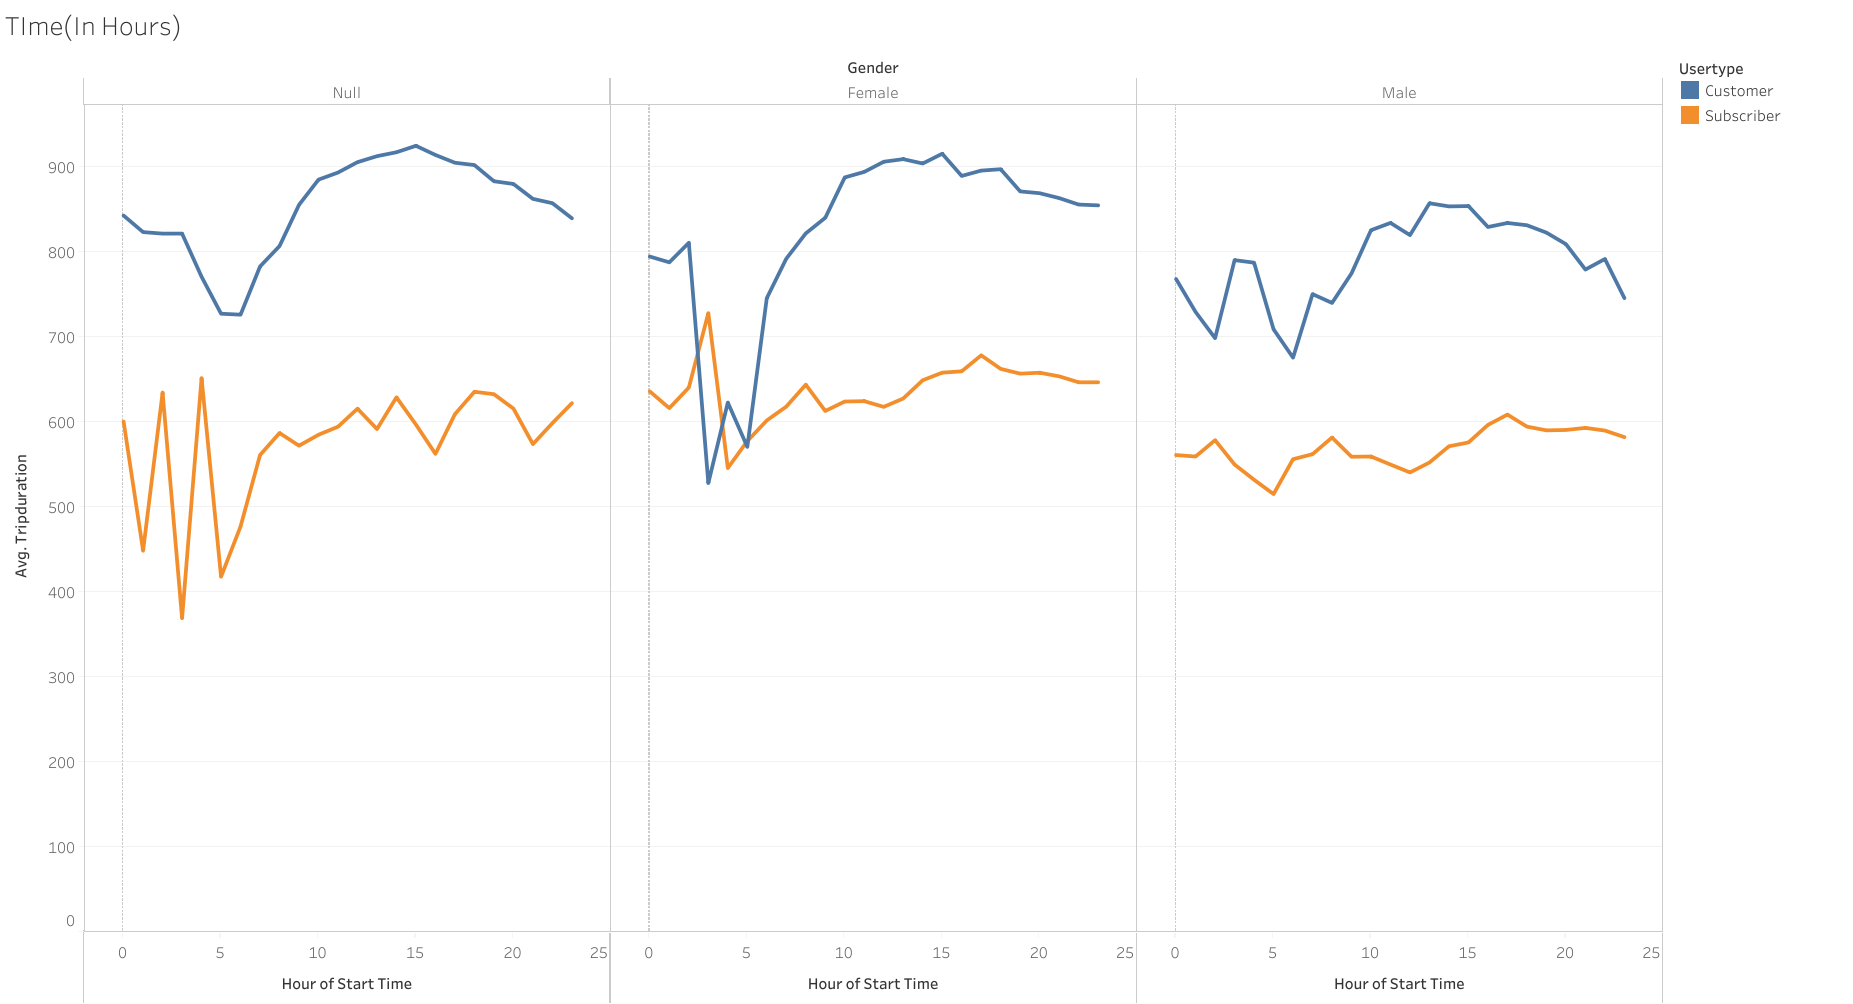 TIme(In Hours)
Gender
Null Female Male
Usertype
Customer
Subscriber
Avg. Tripduration
900
800
700
600
500
400
300
200
100
0
0 5 10 15 20 25 0 5 10 15 20 25 0 5 10 15 20 25
Hour of Start Time Hour of Start Time Hour of Start Time